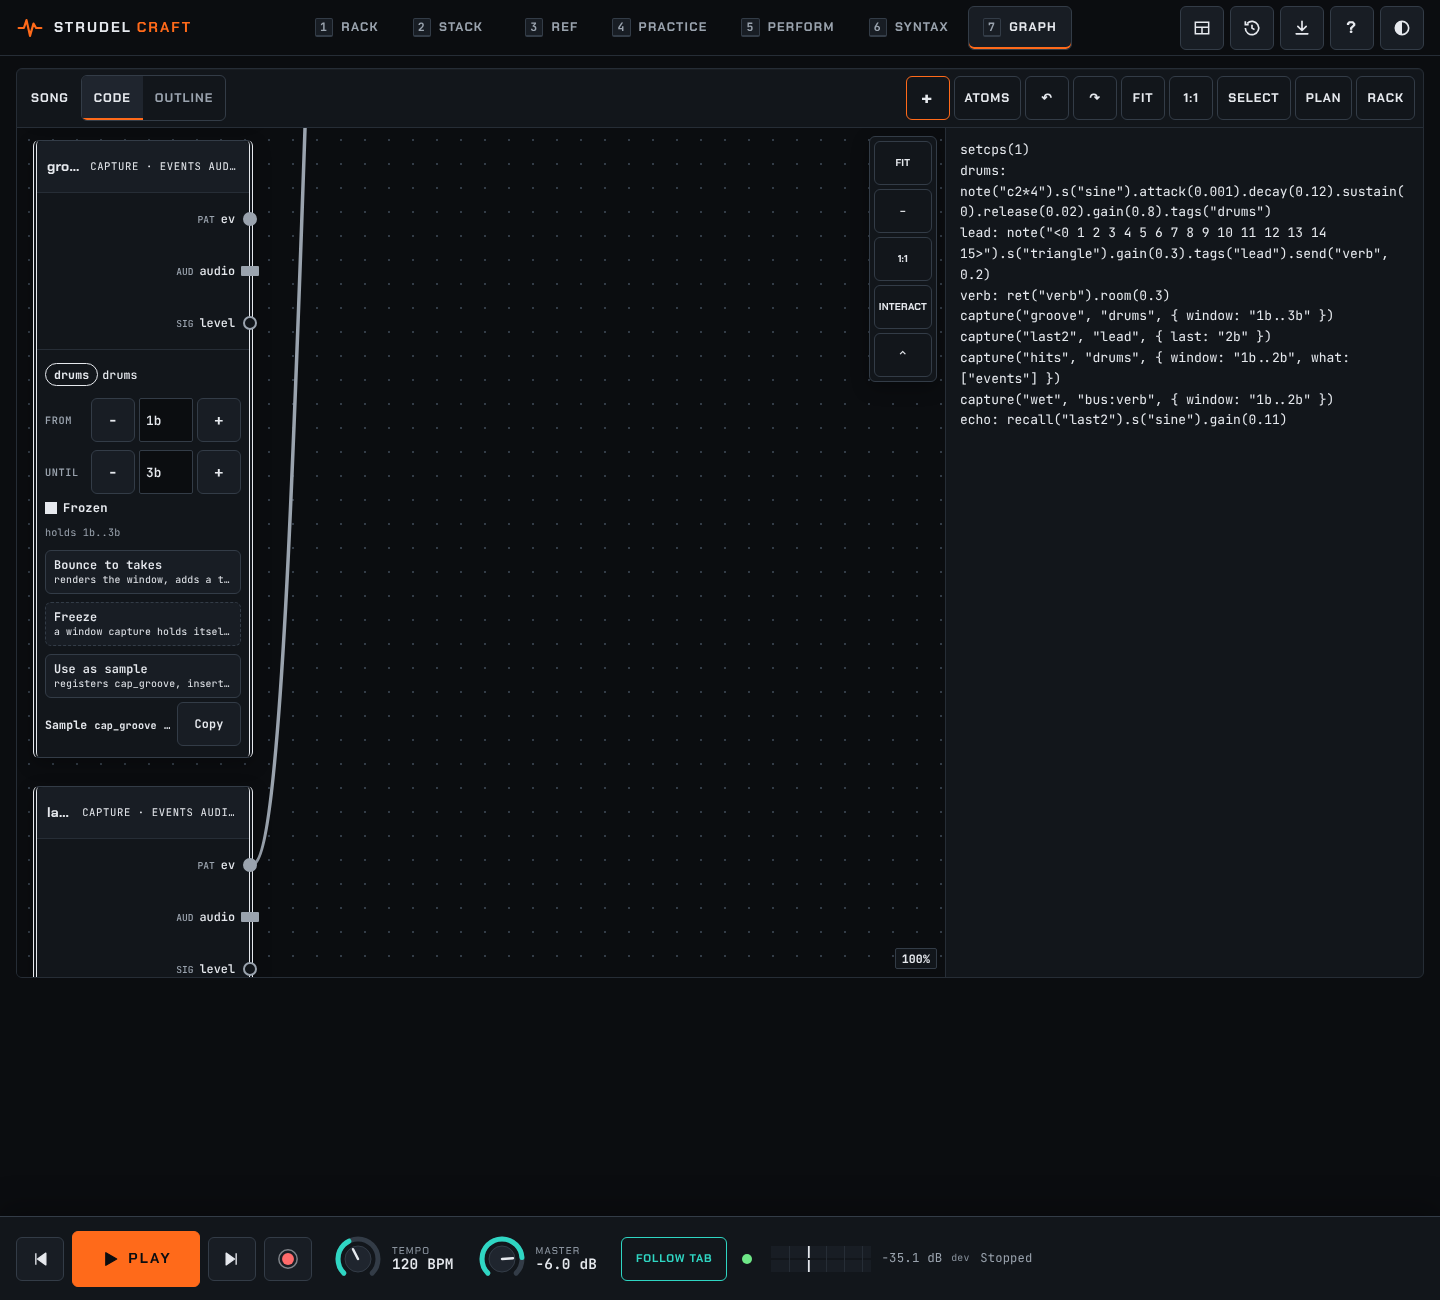 STRUDEL CRAFT
1 RACK
2 STACK
3 REF
4 PRACTICE
5 PERFORM
6 SYNTAX
7 GRAPH
?
SONG
CODE
OUTLINE
+
ATOMS
↶
↷
FIT
1:1
SELECT
PLAN
RACK
gro… CAPTURE · EVENTS AUD…
PAT ev
AUD audio
SIG level
drums drums
FROM - 1b +
UNTIL - 3b +
Frozen
holds 1b..3b
Bounce to takes
renders the window, adds a t…
Freeze
a window capture holds itsel…
Use as sample
registers cap_groove, insert…
Sample cap_groove … Copy
la… CAPTURE · EVENTS AUDI…
PAT ev
AUD audio
SIG level
FIT
-
1:1
INTERACT
^
100%
setcps(1)
drums:
note("c2*4").s("sine").attack(0.001).decay(0.12).sustain(
0).release(0.02).gain(0.8).tags("drums")
lead: note("<0 1 2 3 4 5 6 7 8 9 10 11 12 13 14
15>").s("triangle").gain(0.3).tags("lead").send("verb",
0.2)
verb: ret("verb").room(0.3)
capture("groove", "drums", { window: "1b..3b" })
capture("last2", "lead", { last: "2b" })
capture("hits", "drums", { window: "1b..2b", what:
["events"] })
capture("wet", "bus:verb", { window: "1b..2b" })
echo: recall("last2").s("sine").gain(0.11)
PLAY
TEMPO
120 BPM
MASTER
-6.0 dB
FOLLOW TAB
-35.1 dB dev Stopped